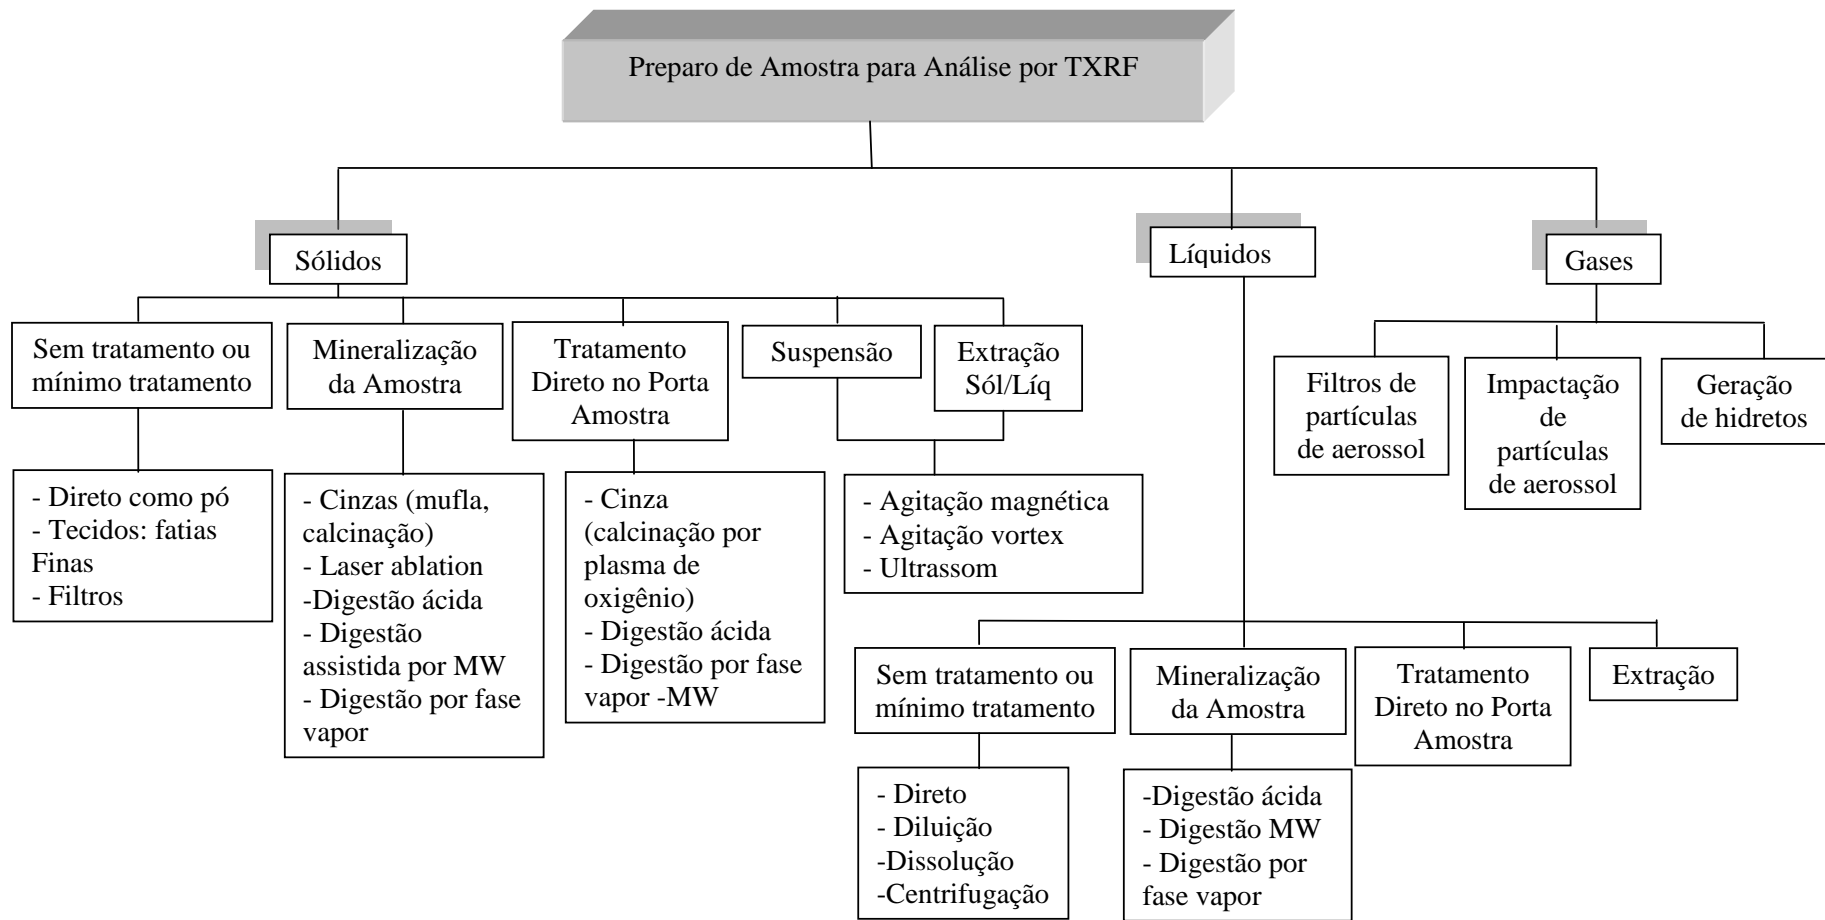 Preparo de Amostra para Análise por TXRF
Sólidos
Líquidos
Gases
Sem tratamento ou
mínimo tratamento
Mineralização
da Amostra
Tratamento
Direto no Porta
Amostra
Suspensão
Extração
Sól/Líq
Filtros de
partículas
de aerossol
Impactação
de
partículas
de aerossol
Geração
de hidretos
- Direto como pó
- Tecidos: fatias
Finas
- Filtros
- Cinzas (mufla,
calcinação)
- Laser ablation
-Digestão ácida
- Digestão
assistida por MW
- Digestão por fase
vapor
- Cinza
(calcinação por
plasma de
oxigênio)
- Digestão ácida
- Digestão por fase
vapor -MW
- Agitação magnética
- Agitação vortex
- Ultrassom
Sem tratamento ou
mínimo tratamento
Mineralização
da Amostra
Tratamento
Direto no Porta
Amostra
Extração
- Direto
- Diluição
-Dissolução
-Centrifugação
-Digestão ácida
- Digestão MW
- Digestão por
fase vapor